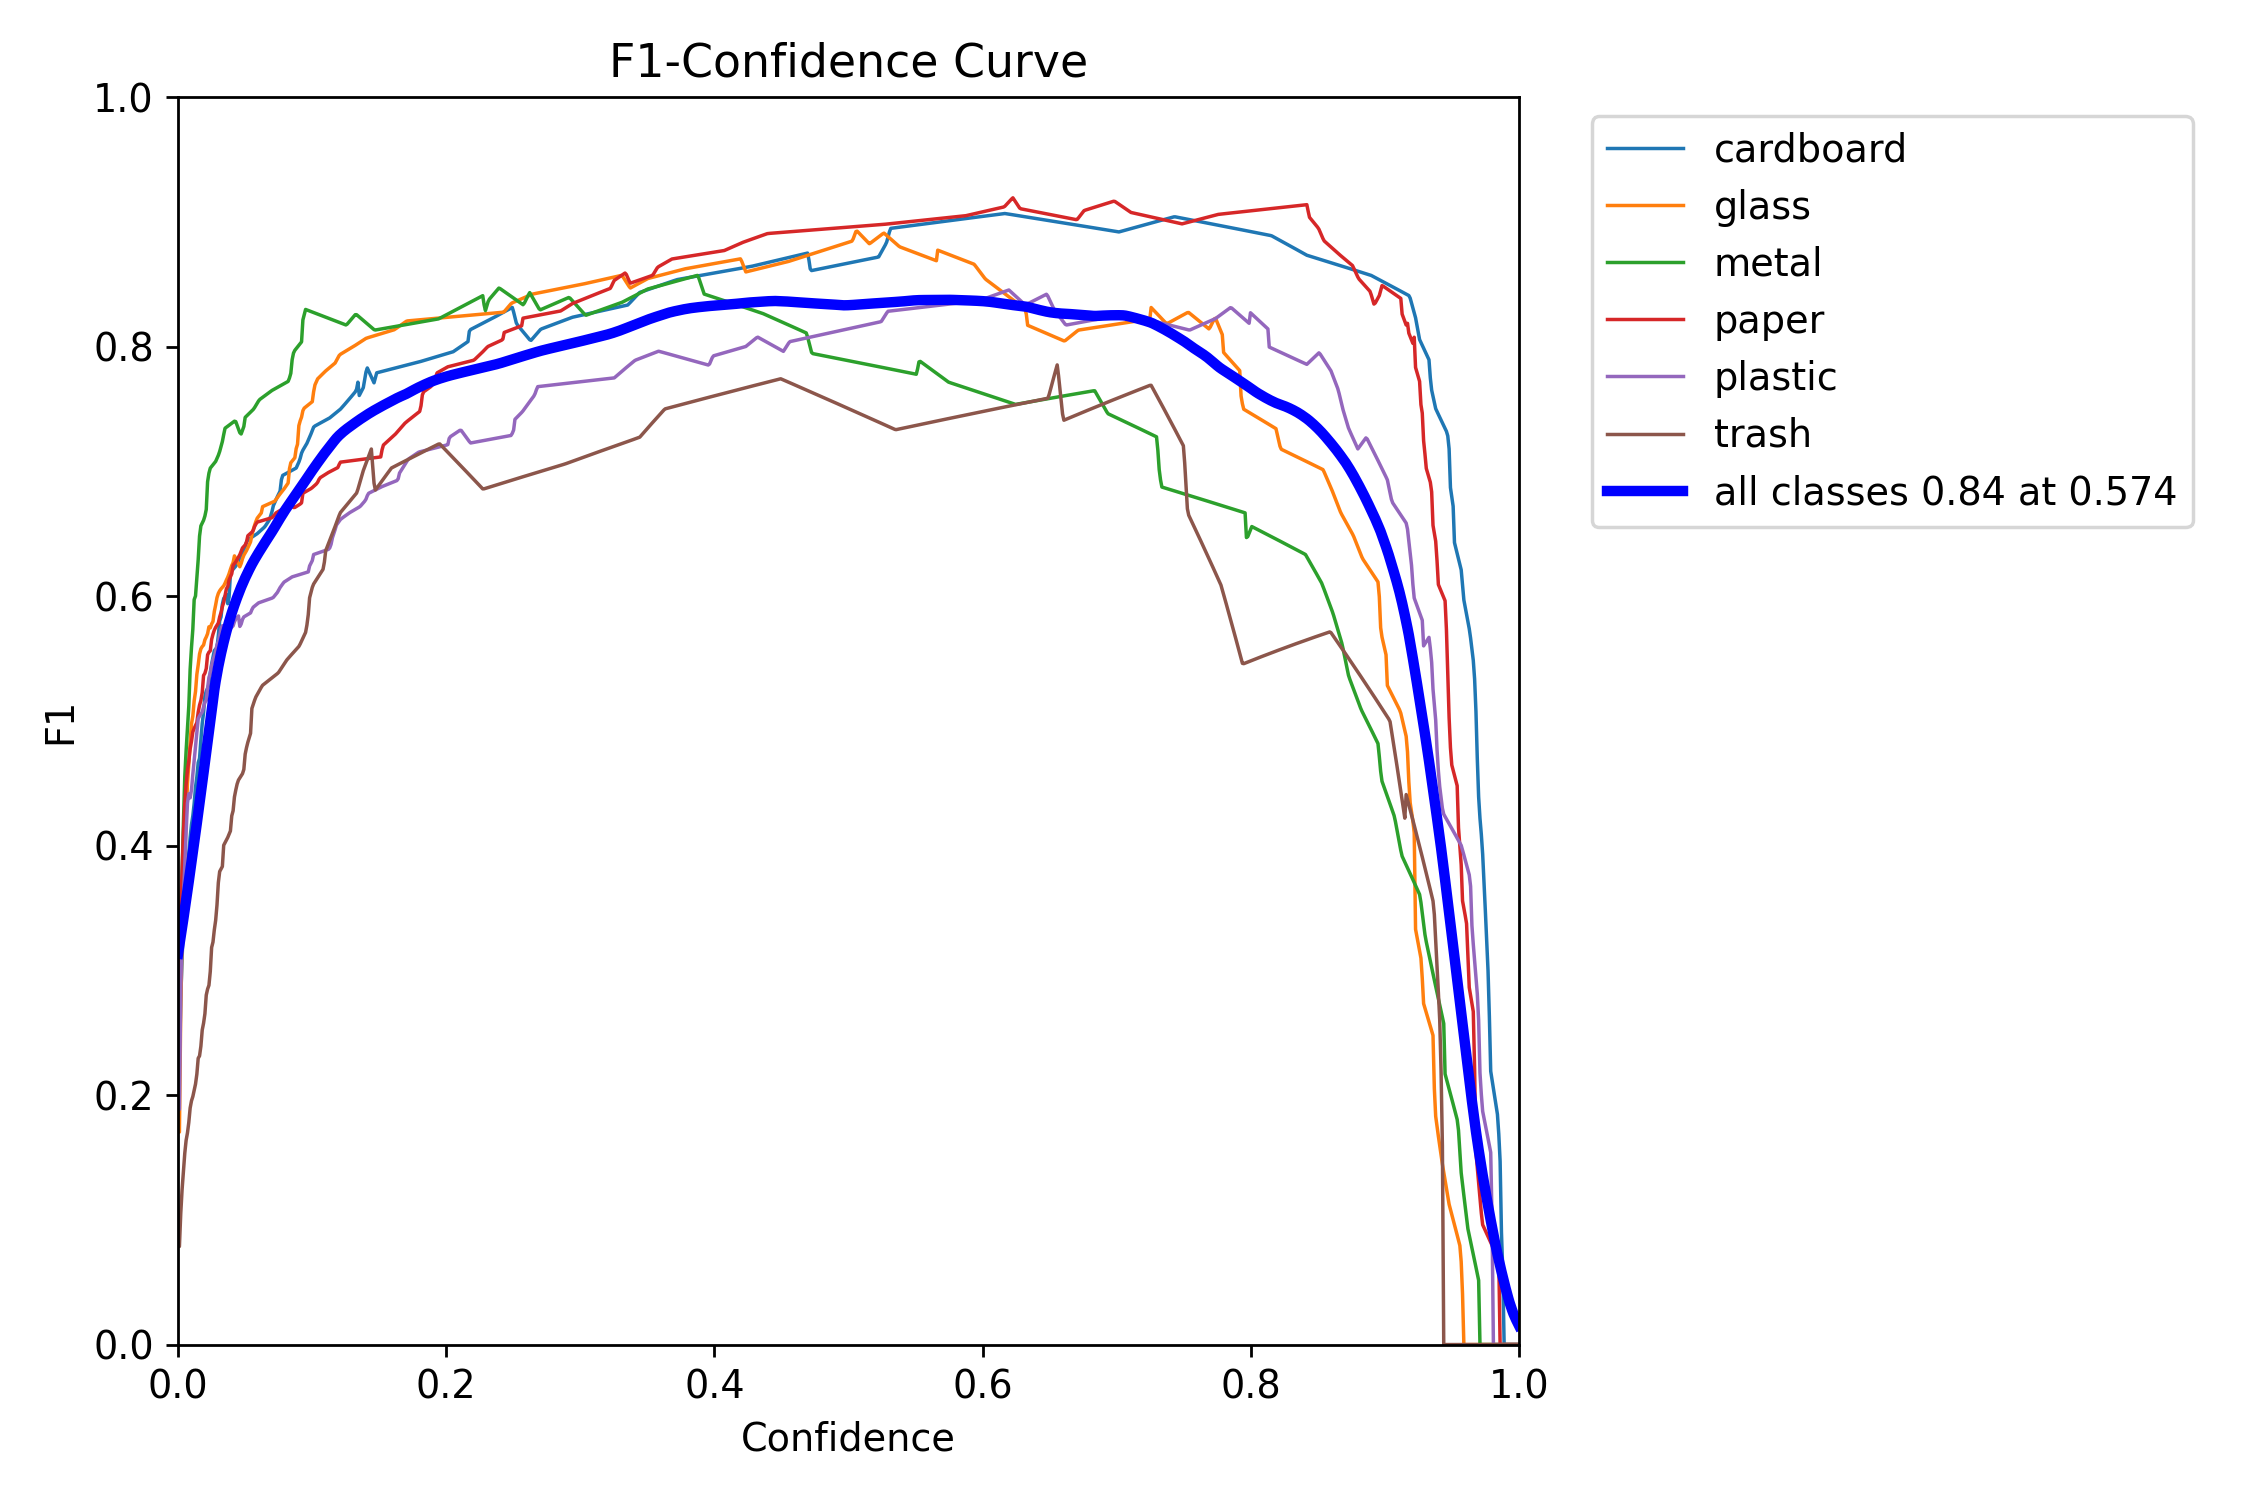 F1-Confidence Curve
1.0
0.8
0.6
0.4
0.2
0.0
F1
0.0 0.2 0.4 0.6 0.8 1.0
Confidence
cardboard
glass
metal
paper
plastic
trash
all classes 0.84 at 0.574